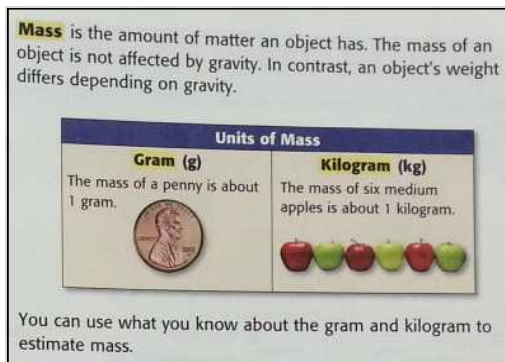 Mass is the amount of matter an object has. The mass of an
object is not affected by gravity. In contrast, an object's weight
differs depending on gravity.
Units of Mass
Gram (g)
The mass of a penny is about
1 gram.
Kilogram (kg)
The mass of six medium
apples is about 1 kilogram.
You can use what you know about the gram and kilogram to
estimate mass.